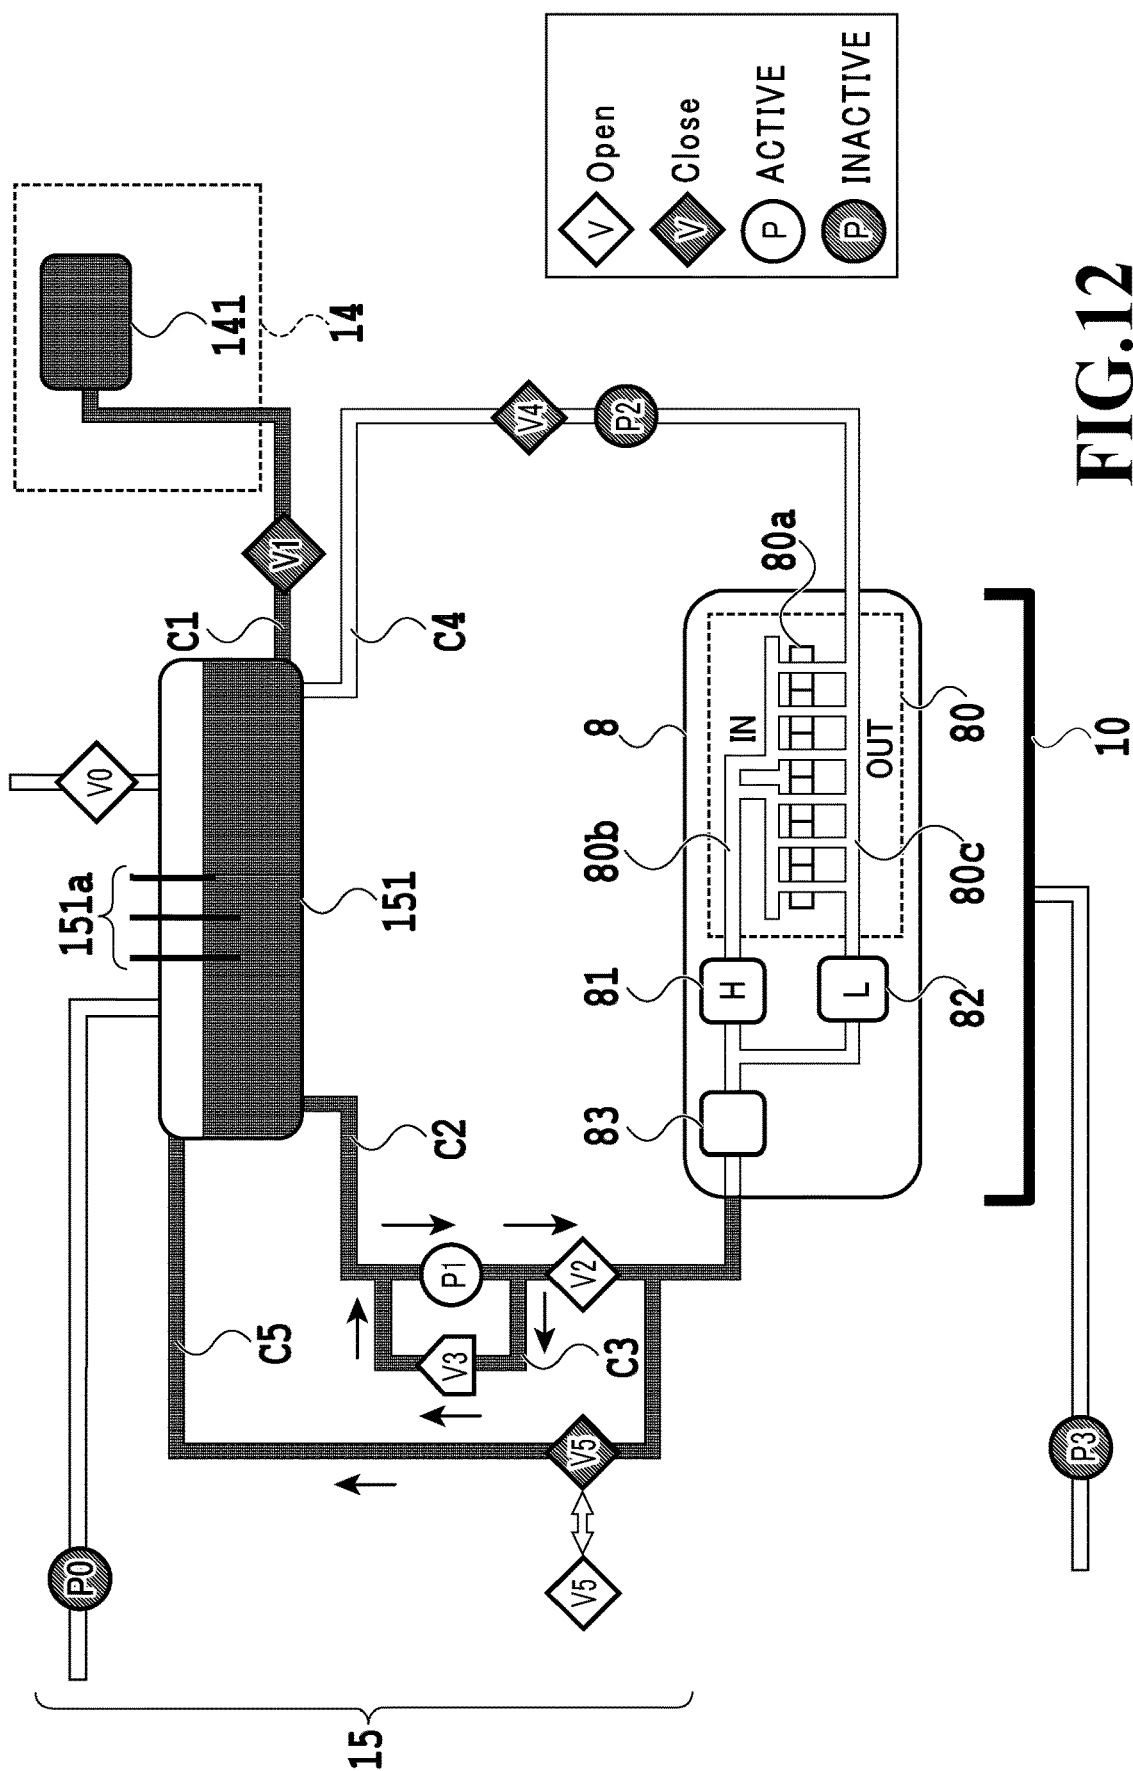 141
14
V1
C1
V0
151a
151
C4
V4
P2
C2
C5
P0
P1
V2
V3
C3
V5
V5
15
8
80a
IN
OUT
80
80b
80c
H
81
L
82
83
10
P3
V Open
V Close
P ACTIVE
P INACTIVE
FIG.12